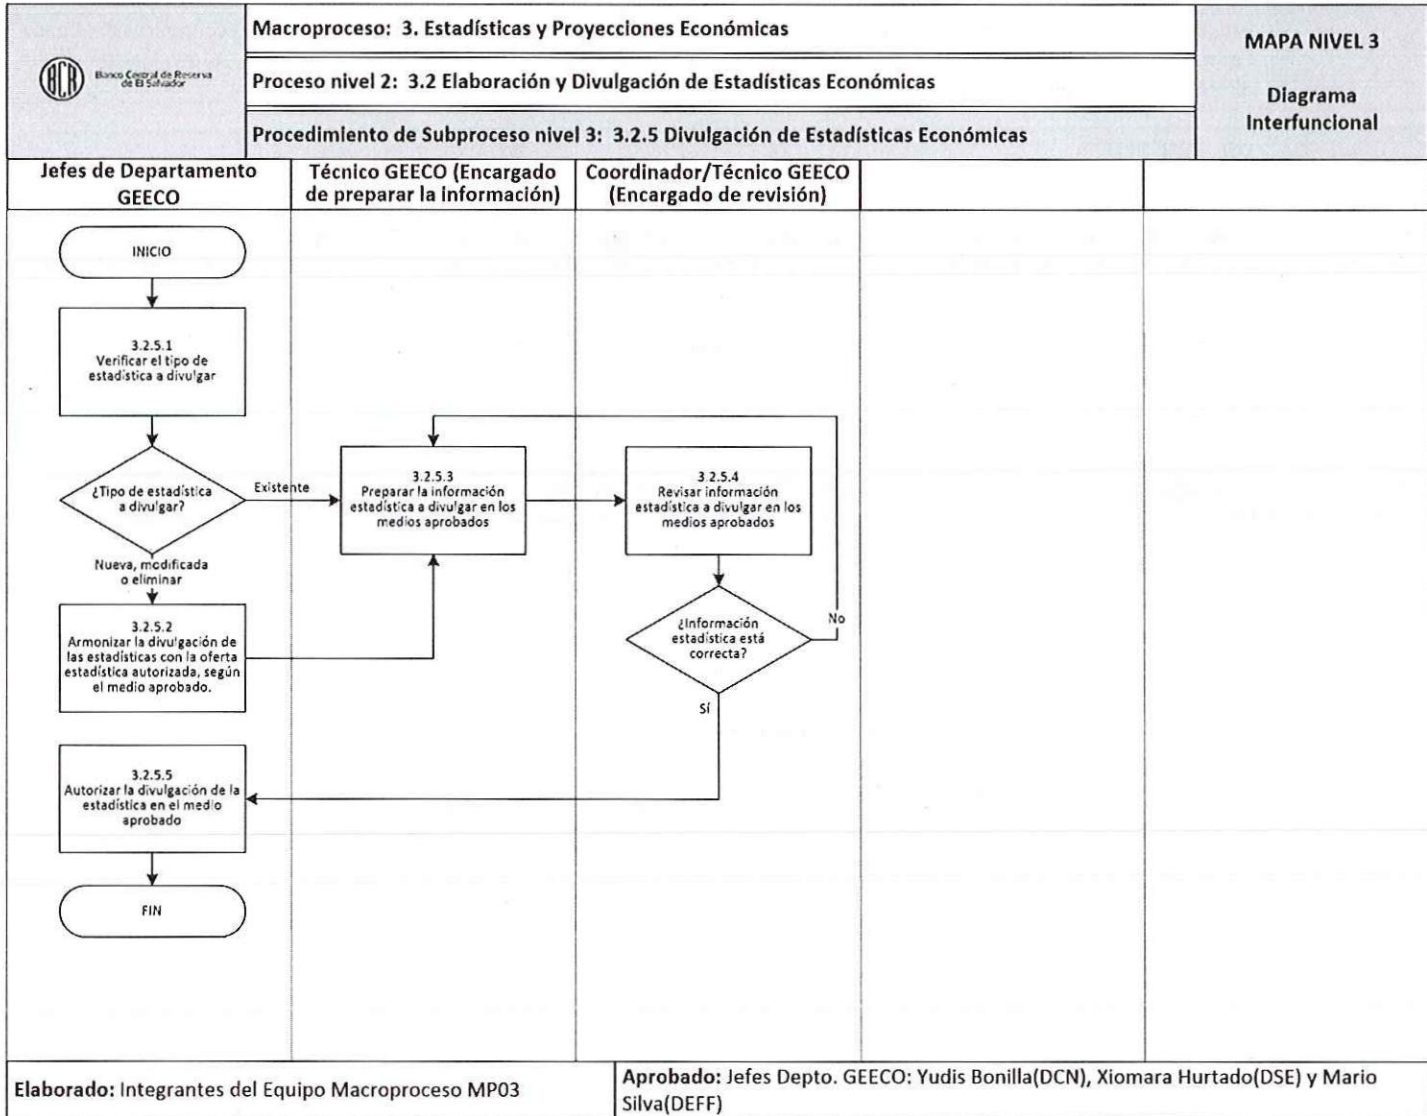 BCR
Banco Central de Reserva
de El Salvador
Macroproceso: 3. Estadísticas y Proyecciones Económicas
Proceso nivel 2: 3.2 Elaboración y Divulgación de Estadísticas Económicas
Procedimiento de Subproceso nivel 3: 3.2.5 Divulgación de Estadísticas Económicas
MAPA NIVEL 3
Diagrama
Interfuncional
Jefes de Departamento
GEECO
Técnico GEECO (Encargado
de preparar la información)
Coordinador/Técnico GEECO
(Encargado de revisión)
INICIO
3.2.5.1
Verificar el tipo de
estadística a divulgar
¿Tipo de estadística
a divulgar?
Existente
3.2.5.3
Preparar la información
estadística a divulgar en los
medios aprobados
3.2.5.4
Revisar información
estadística a divulgar en los
medios aprobados
Nueva, modificada
o eliminar
3.2.5.2
Armonizar la divulgación de
las estadísticas con la oferta
estadística autorizada, según
el medio aprobado.
¿Información
estadística está
correcta?
No
Sí
3.2.5.5
Autorizar la divulgación de la
estadística en el medio
aprobado
FIN
Elaborado: Integrantes del Equipo Macroproceso MP03
Aprobado: Jefes Depto. GEECO: Yudis Bonilla(DCN), Xiomara Hurtado(DSE) y Mario
Silva(DEFF)